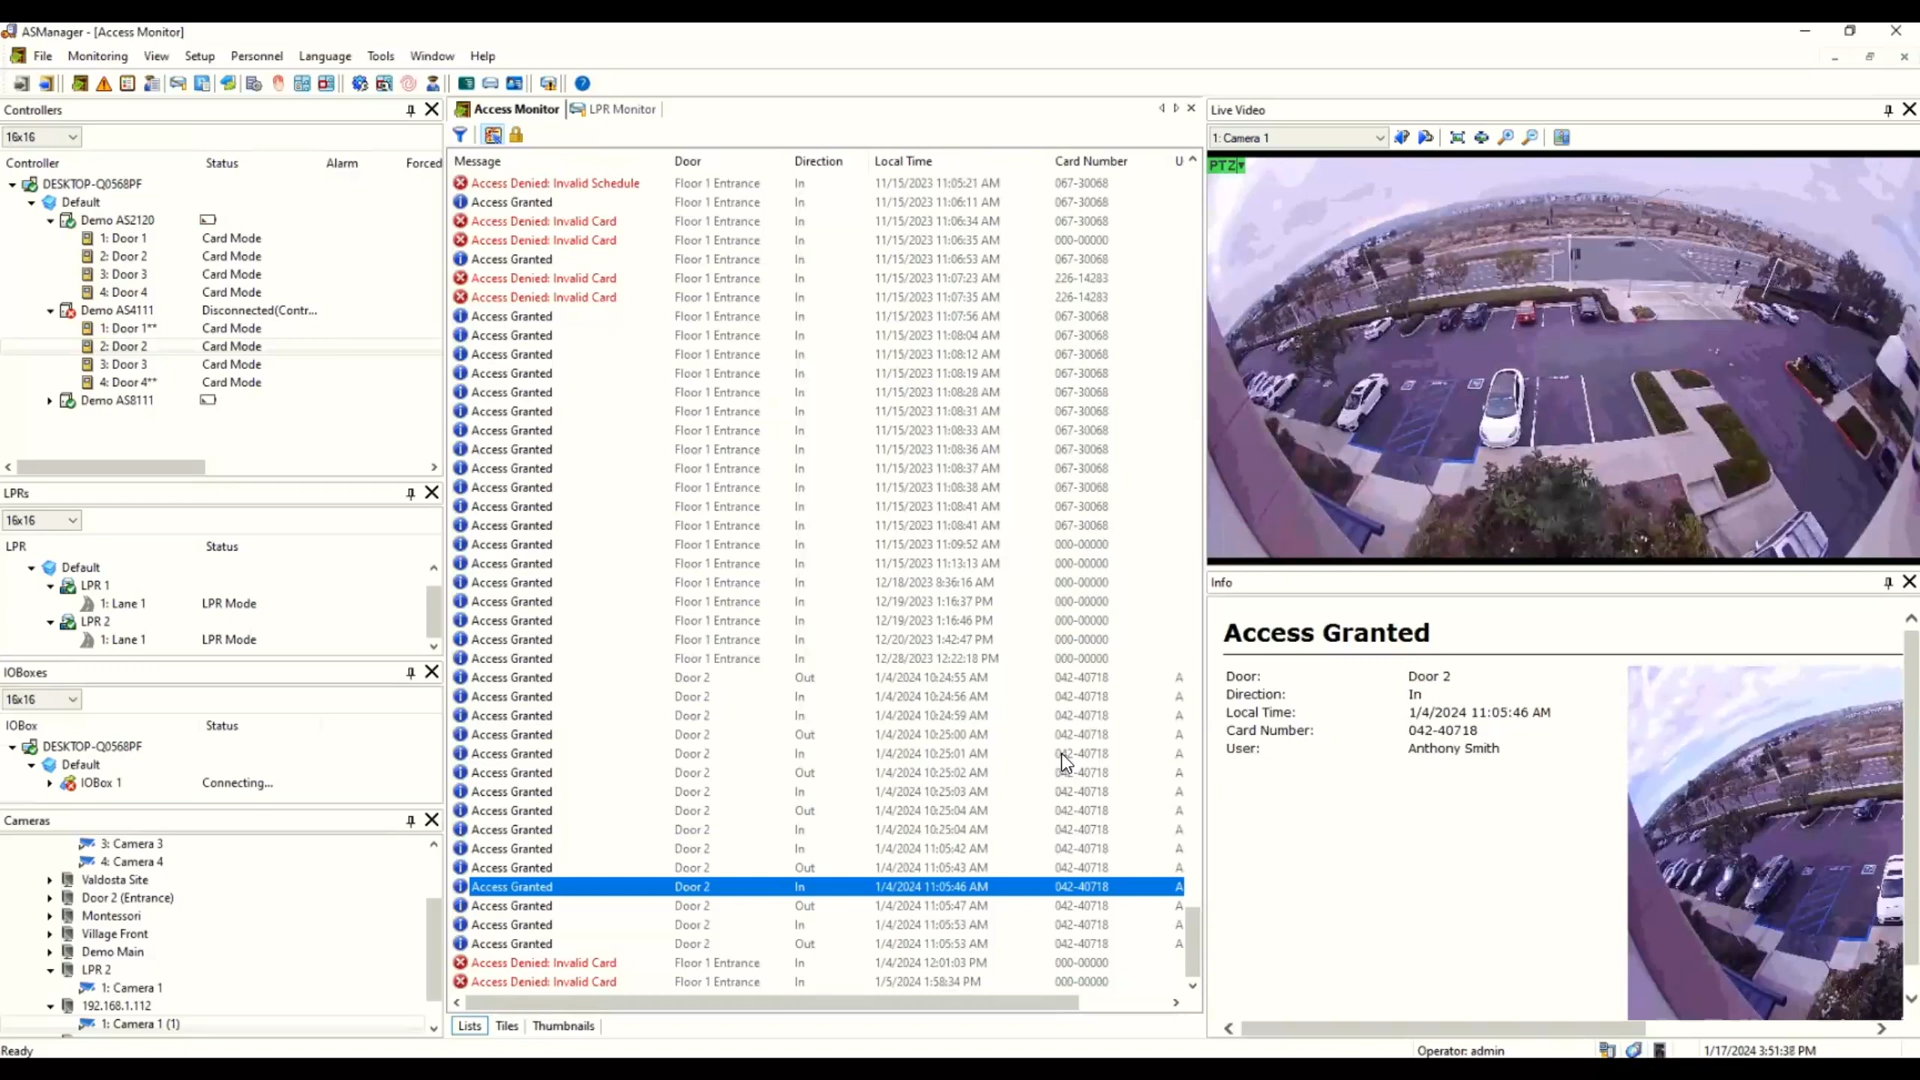 ASManager - [Access Monitor]
File Monitoring View Setup Personnel Language Tools Window Help
Controllers
16x16
Controller Status Alarm Forced
DESKTOP-Q0568PF
Default
Demo AS2120
1: Door 1 Card Mode
2: Door 2 Card Mode
3: Door 3 Card Mode
4: Door 4 Card Mode
Demo AS4111 Disconnected(Contr...
1: Door 1** Card Mode
2: Door 2 Card Mode
3: Door 3 Card Mode
4: Door 4** Card Mode
Demo AS8111
LPRs
16x16
LPR Status
Default
LPR 1
1: Lane 1 LPR Mode
LPR 2
1: Lane 1 LPR Mode
IOBoxes
16x16
IOBox Status
DESKTOP-Q0568PF
Default
IOBox 1 Connecting...
Cameras
3: Camera 3
4: Camera 4
Valdosta Site
Door 2 (Entrance)
Montessori
Village Front
Demo Main
LPR 2
1: Camera 1
192.168.1.112
1: Camera 1 (1)
Access Monitor LPR Monitor
Message Door Direction Local Time Card Number U
Access Denied: Invalid Schedule Floor 1 Entrance In 11/15/2023 11:05:21 AM 067-30068
Access Granted Floor 1 Entrance In 11/15/2023 11:06:11 AM 067-30068
Access Denied: Invalid Card Floor 1 Entrance In 11/15/2023 11:06:34 AM 067-30068
Access Denied: Invalid Card Floor 1 Entrance In 11/15/2023 11:06:35 AM 000-00000
Access Granted Floor 1 Entrance In 11/15/2023 11:06:53 AM 067-30068
Access Denied: Invalid Card Floor 1 Entrance In 11/15/2023 11:07:23 AM 226-14283
Access Denied: Invalid Card Floor 1 Entrance In 11/15/2023 11:07:35 AM 226-14283
Access Granted Floor 1 Entrance In 11/15/2023 11:07:56 AM 067-30068
Access Granted Floor 1 Entrance In 11/15/2023 11:08:04 AM 067-30068
Access Granted Floor 1 Entrance In 11/15/2023 11:08:12 AM 067-30068
Access Granted Floor 1 Entrance In 11/15/2023 11:08:19 AM 067-30068
Access Granted Floor 1 Entrance In 11/15/2023 11:08:28 AM 067-30068
Access Granted Floor 1 Entrance In 11/15/2023 11:08:31 AM 067-30068
Access Granted Floor 1 Entrance In 11/15/2023 11:08:33 AM 067-30068
Access Granted Floor 1 Entrance In 11/15/2023 11:08:36 AM 067-30068
Access Granted Floor 1 Entrance In 11/15/2023 11:08:37 AM 067-30068
Access Granted Floor 1 Entrance In 11/15/2023 11:08:38 AM 067-30068
Access Granted Floor 1 Entrance In 11/15/2023 11:08:41 AM 067-30068
Access Granted Floor 1 Entrance In 11/15/2023 11:08:41 AM 067-30068
Access Granted Floor 1 Entrance In 11/15/2023 11:09:52 AM 000-00000
Access Granted Floor 1 Entrance In 11/15/2023 11:13:13 AM 000-00000
Access Granted Floor 1 Entrance In 12/18/2023 8:36:16 AM 000-00000
Access Granted Floor 1 Entrance In 12/19/2023 1:16:37 PM 000-00000
Access Granted Floor 1 Entrance In 12/19/2023 1:16:46 PM 000-00000
Access Granted Floor 1 Entrance In 12/20/2023 1:42:47 PM 000-00000
Access Granted Floor 1 Entrance In 12/28/2023 12:22:18 PM 000-00000
Access Granted Door 2 Out 1/4/2024 10:24:55 AM 042-40718 A
Access Granted Door 2 In 1/4/2024 10:24:56 AM 042-40718 A
Access Granted Door 2 In 1/4/2024 10:24:59 AM 042-40718 A
Access Granted Door 2 Out 1/4/2024 10:25:00 AM 042-40718 A
Access Granted Door 2 In 1/4/2024 10:25:01 AM 042-40718 A
Access Granted Door 2 Out 1/4/2024 10:25:02 AM 042-40718 A
Access Granted Door 2 In 1/4/2024 10:25:03 AM 042-40718 A
Access Granted Door 2 Out 1/4/2024 10:25:04 AM 042-40718 A
Access Granted Door 2 In 1/4/2024 10:25:04 AM 042-40718 A
Access Granted Door 2 In 1/4/2024 11:05:42 AM 042-40718 A
Access Granted Door 2 Out 1/4/2024 11:05:43 AM 042-40718 A
Access Granted Door 2 In 1/4/2024 11:05:46 AM 042-40718 A
Access Granted Door 2 Out 1/4/2024 11:05:47 AM 042-40718 A
Access Granted Door 2 In 1/4/2024 11:05:53 AM 042-40718 A
Access Granted Door 2 Out 1/4/2024 11:05:53 AM 042-40718 A
Access Denied: Invalid Card Floor 1 Entrance In 1/4/2024 12:01:03 PM 000-00000
Access Denied: Invalid Card Floor 1 Entrance In 1/5/2024 1:58:34 PM 000-00000
Lists Tiles Thumbnails
Live Video
1: Camera 1
PTZ
Info
Access Granted
Door: Door 2
Direction: In
Local Time: 1/4/2024 11:05:46 AM
Card Number: 042-40718
User: Anthony Smith
Ready Operator: admin 1/17/2024 3:51:38 PM